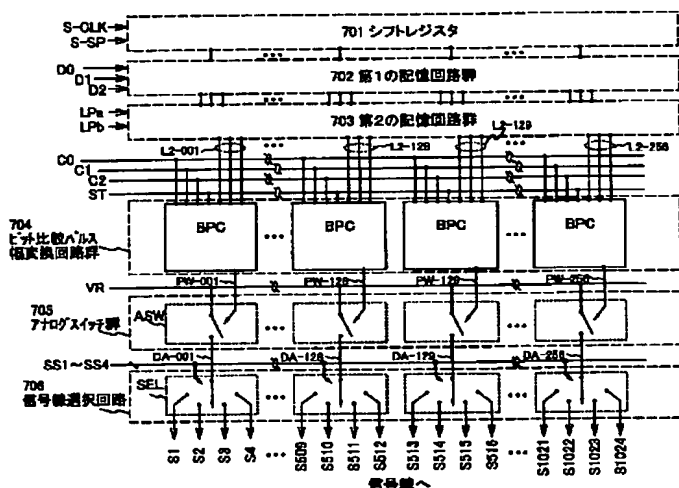 S-CLK
S-SP
701 シフトレジスタ
D0
D1
D2
702 第1の記憶回路群
LPa
LPb
703 第2の記憶回路群
L2-001
L2-128
L2-129
L2-256
C0
C1
C2
ST
704
ビット比較パルス
幅変換回路群
BPC
BPC
BPC
BPC
PW-001
PW-128
PW-129
PW-256
VR
705
アナログスイッチ群
ASW
DA-001
DA-128
DA-129
DA-256
SS1~SS4
706
信号線選択回路
SEL
S1
S2
S3
S4
S509
S510
S511
S512
S513
S514
S515
S516
S1021
S1022
S1023
S1024
信号線へ